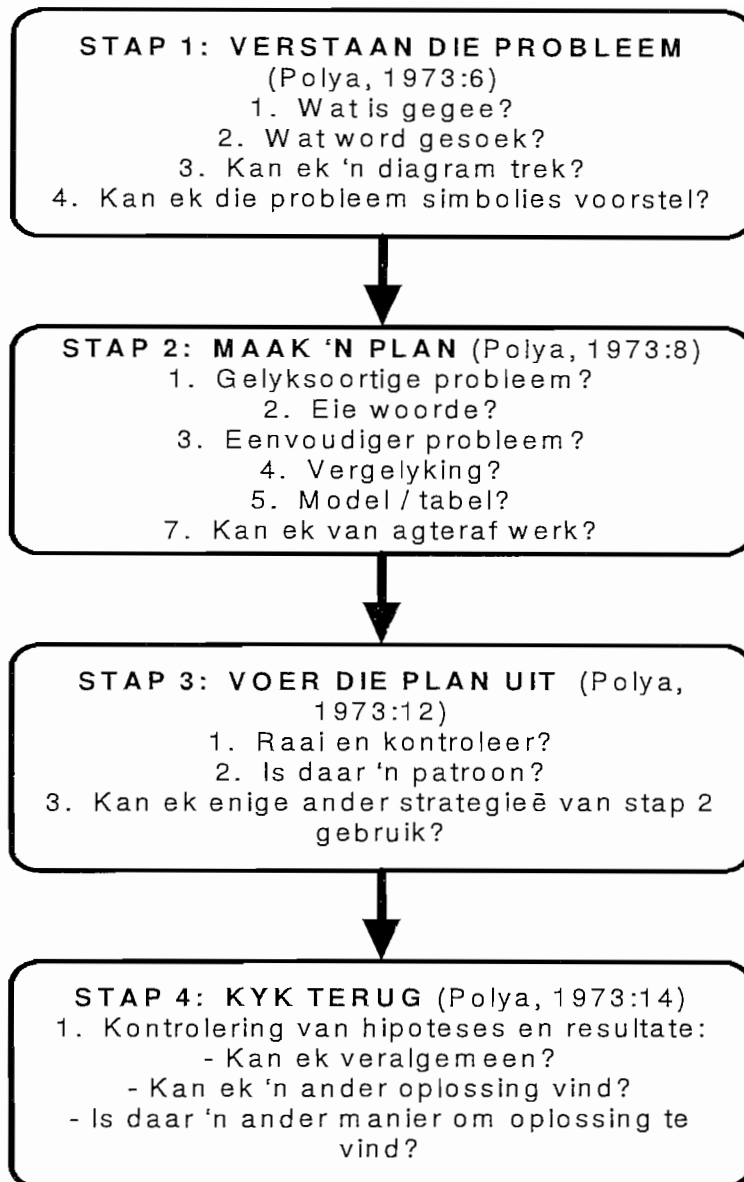 STAP 1: VERSTAAN DIE PROBLEEM
(Polya, 1973:6)
1. Wat is gegee?
2. Wat word gesoek?
3. Kan ek 'n diagram trek?
4. Kan ek die probleem simbolies voorstel?
STAP 2: MAAK 'N PLAN (Polya, 1973:8)
1. Gelyksoortige probleem?
2. Eie woorde?
3. Eenvoudiger probleem?
4. Vergelyking?
5. Model / tabel?
7. Kan ek van agteraf werk?
STAP 3: VOER DIE PLAN UIT (Polya,
1973:12)
1. Raai en kontroleer?
2. Is daar 'n patroon?
3. Kan ek enige ander strategieë van stap 2
gebruik?
STAP 4: KYK TERUG (Polya, 1973:14)
1. Kontrolering van hipoteses en resultate:
- Kan ek veralgemeen?
- Kan ek 'n ander oplossing vind?
- Is daar 'n ander manier om oplossing te
vind?